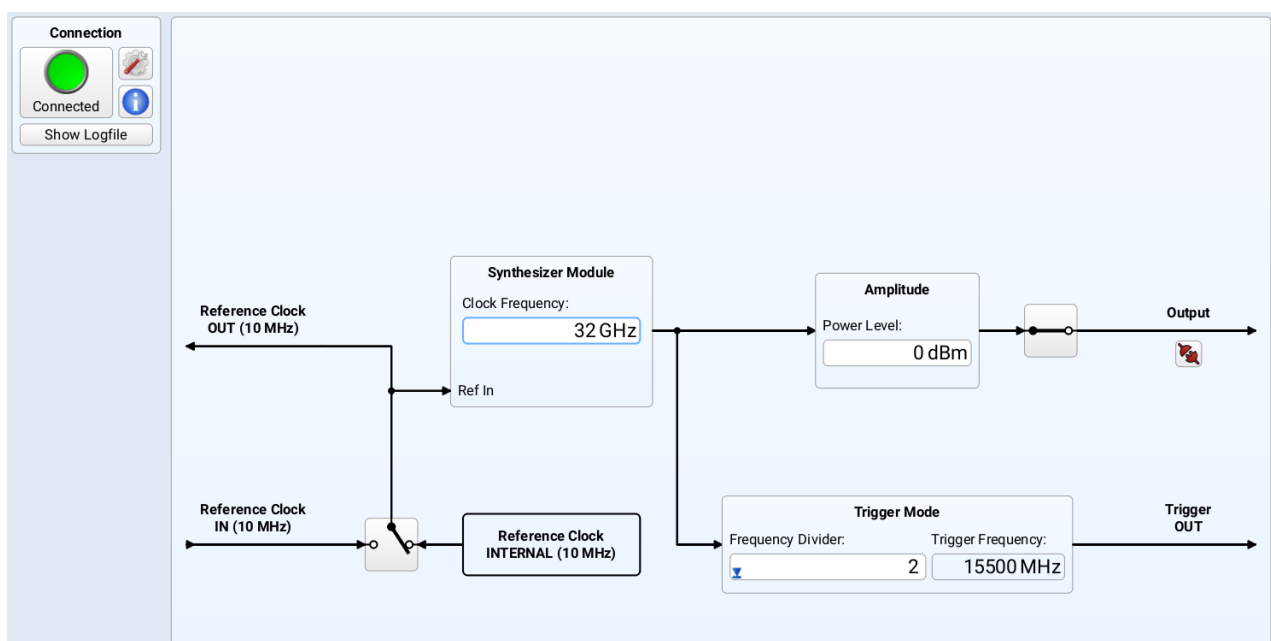 Connection
Connected
Show Logfile
Synthesizer Module
Clock Frequency:
32 GHz
Ref In
Reference Clock
OUT (10 MHz)
Amplitude
Power Level:
0 dBm
Output
Reference Clock
IN (10 MHz)
Reference Clock
INTERNAL (10 MHz)
Trigger Mode
Frequency Divider: Trigger Frequency:
2 15500 MHz
Trigger
OUT